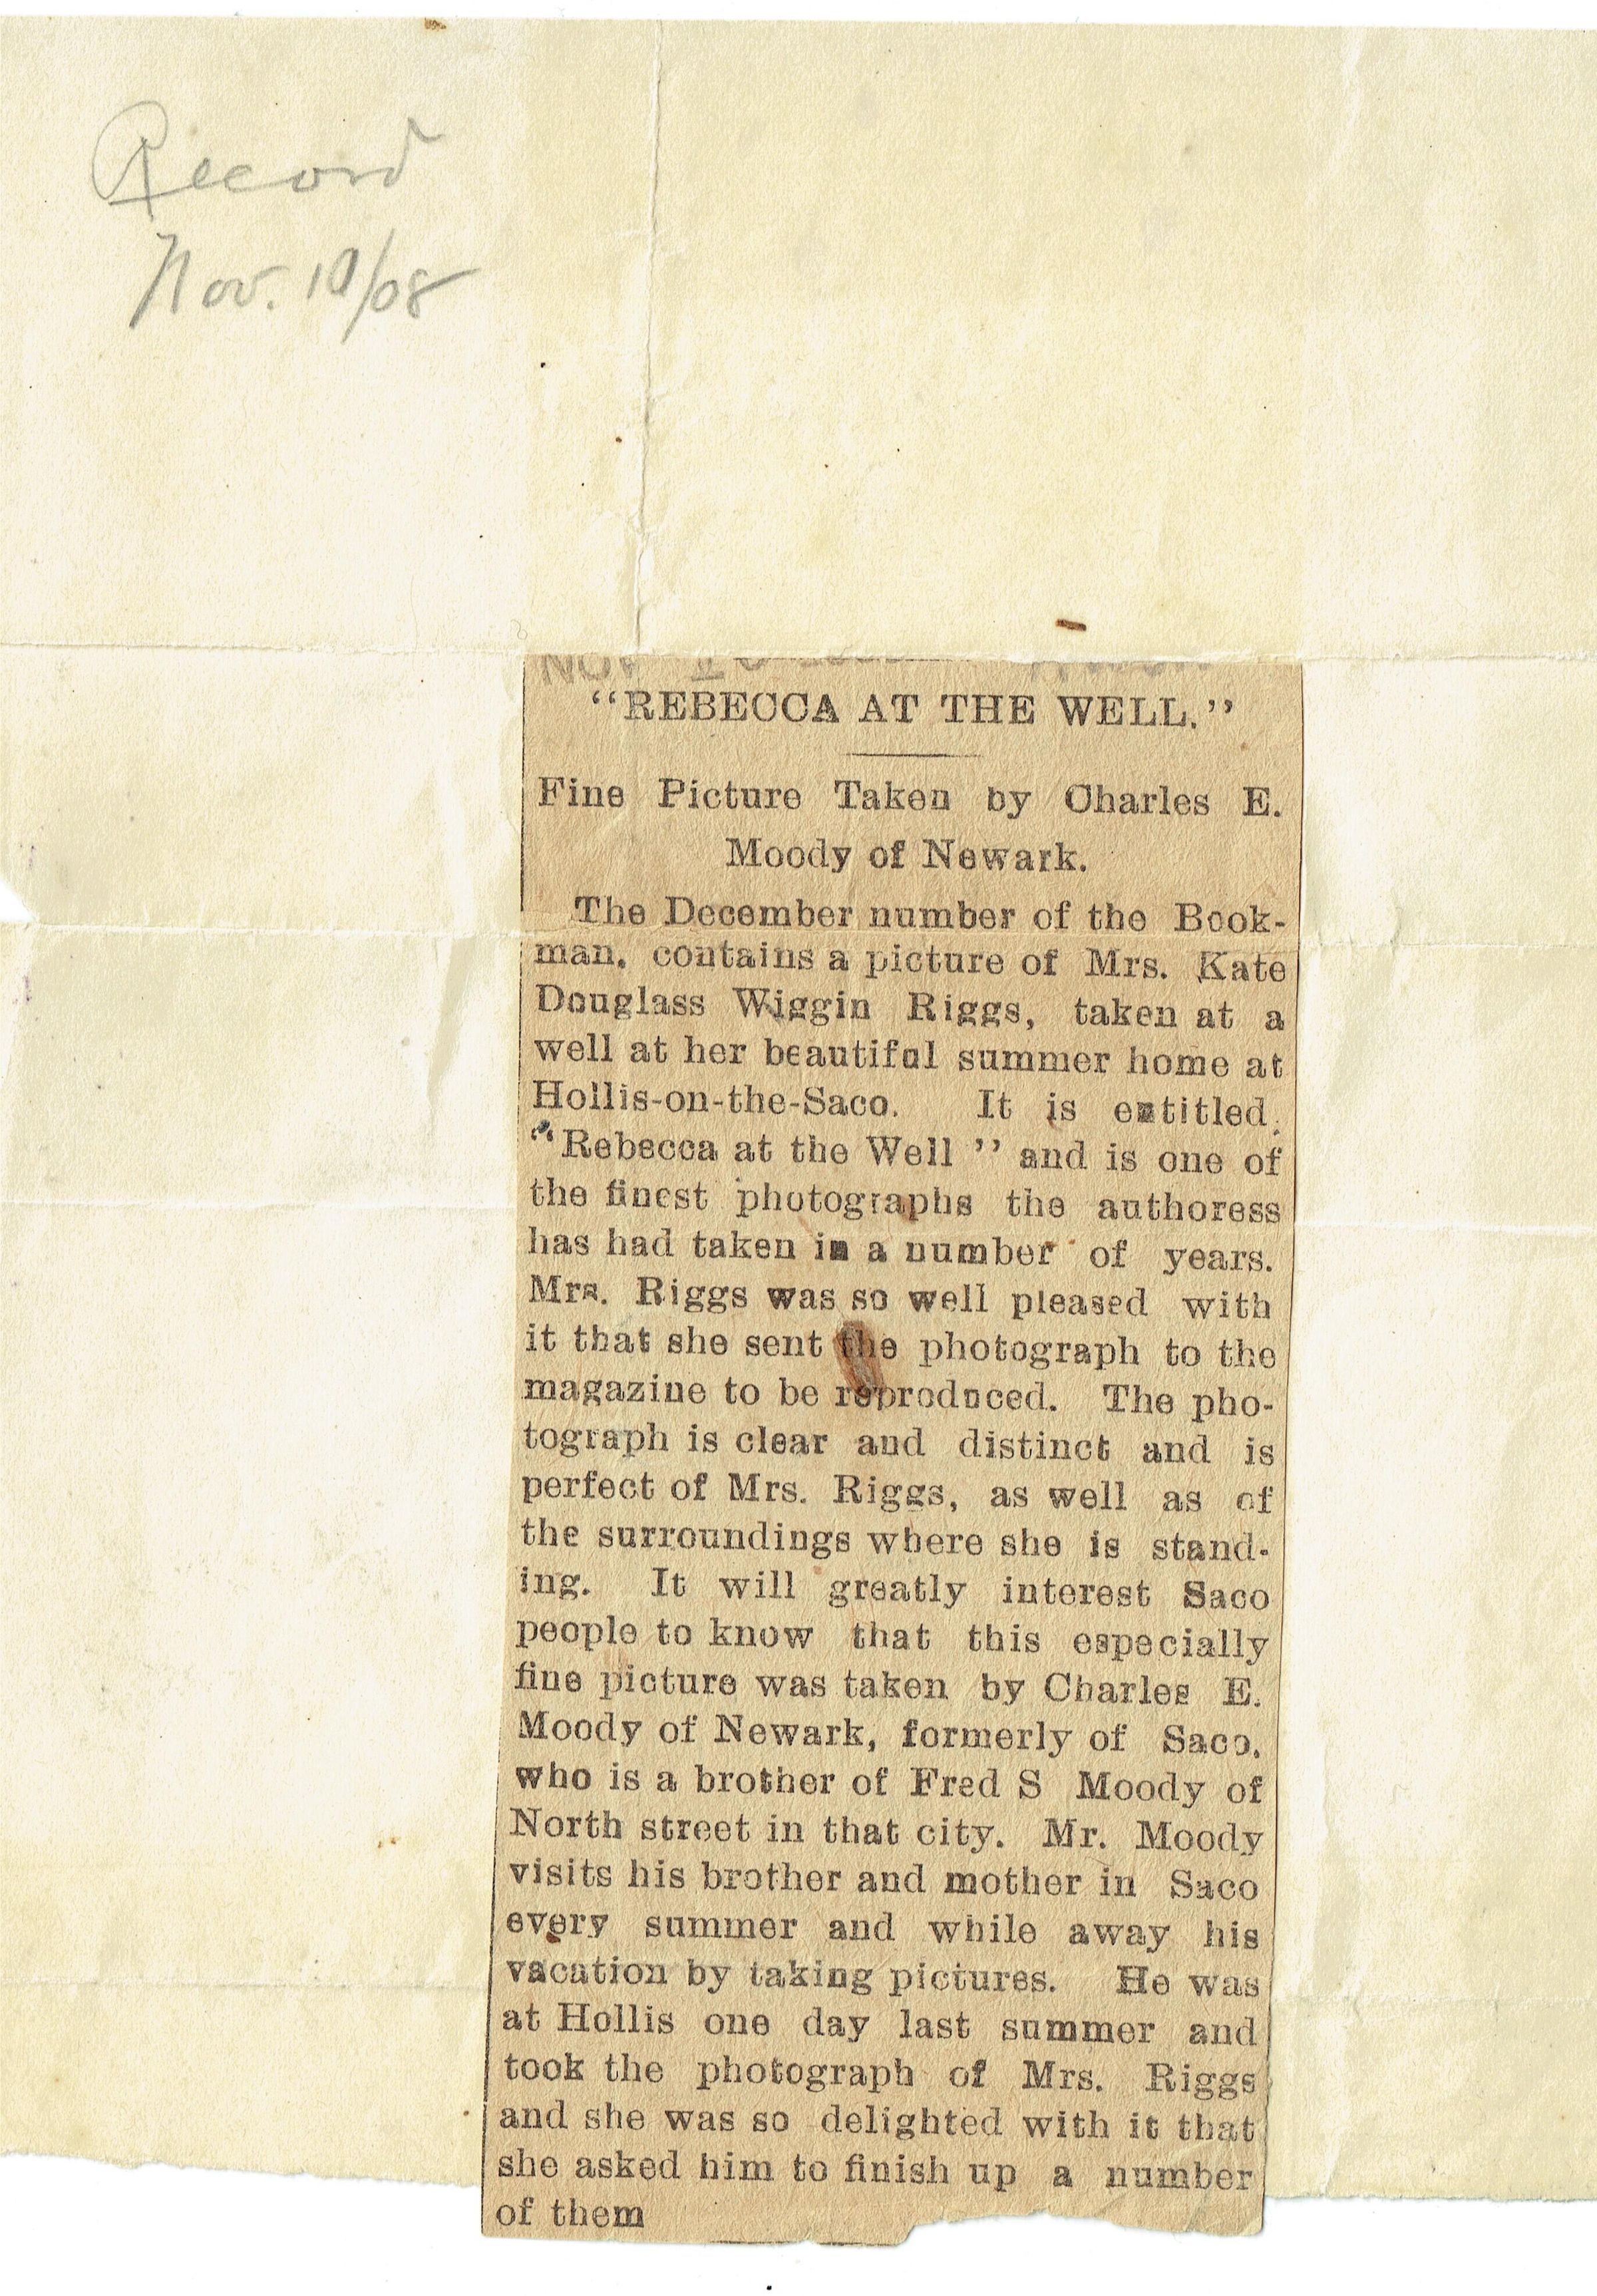 Record
Nov. 10/08
NOV
"REBECCA AT THE WELL."
Fine Picture Taken by Charles E.
Moody of Newark.
The December number of the Book-
man, contains a picture of Mrs. Kate
Douglass Wiggin Riggs, taken at a
well at her beautiful summer home at
Hollis-on-the-Saco. It is entitled,
"Rebecca at the Well" and is one of
the finest photographs the authoress
has had taken in a number of years.
Mrs. Riggs was so well pleased with
it that she sent the photograph to the
magazine to be reproduced. The pho-
tograph is clear and distinct and is
perfect of Mrs. Riggs, as well as of
the surroundings where she is stand-
ing. It will greatly interest Saco
people to know that this especially
fine picture was taken by Charles E.
Moody of Newark, formerly of Saco,
who is a brother of Fred S Moody of
North street in that city. Mr. Moody
visits his brother and mother in Saco
every summer and while away his
vacation by taking pictures. He was
at Hollis one day last summer and
took the photograph of Mrs. Riggs
and she was so delighted with it that
she asked him to finish up a number
of them